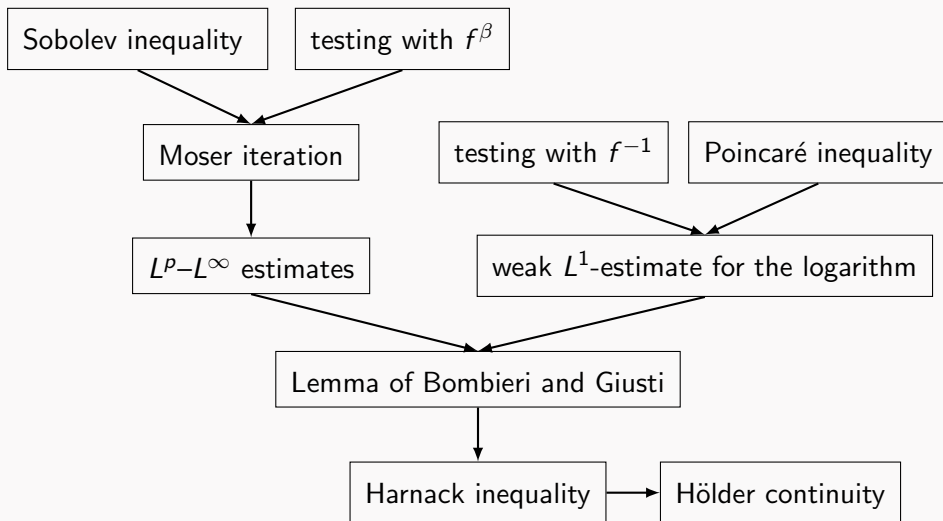 Sobolev inequality
testing with f^β
Moser iteration
testing with f^{−1}
Poincaré inequality
L^p–L^∞ estimates
weak L^1-estimate for the logarithm
Lemma of Bombieri and Giusti
Harnack inequality
Hölder continuity